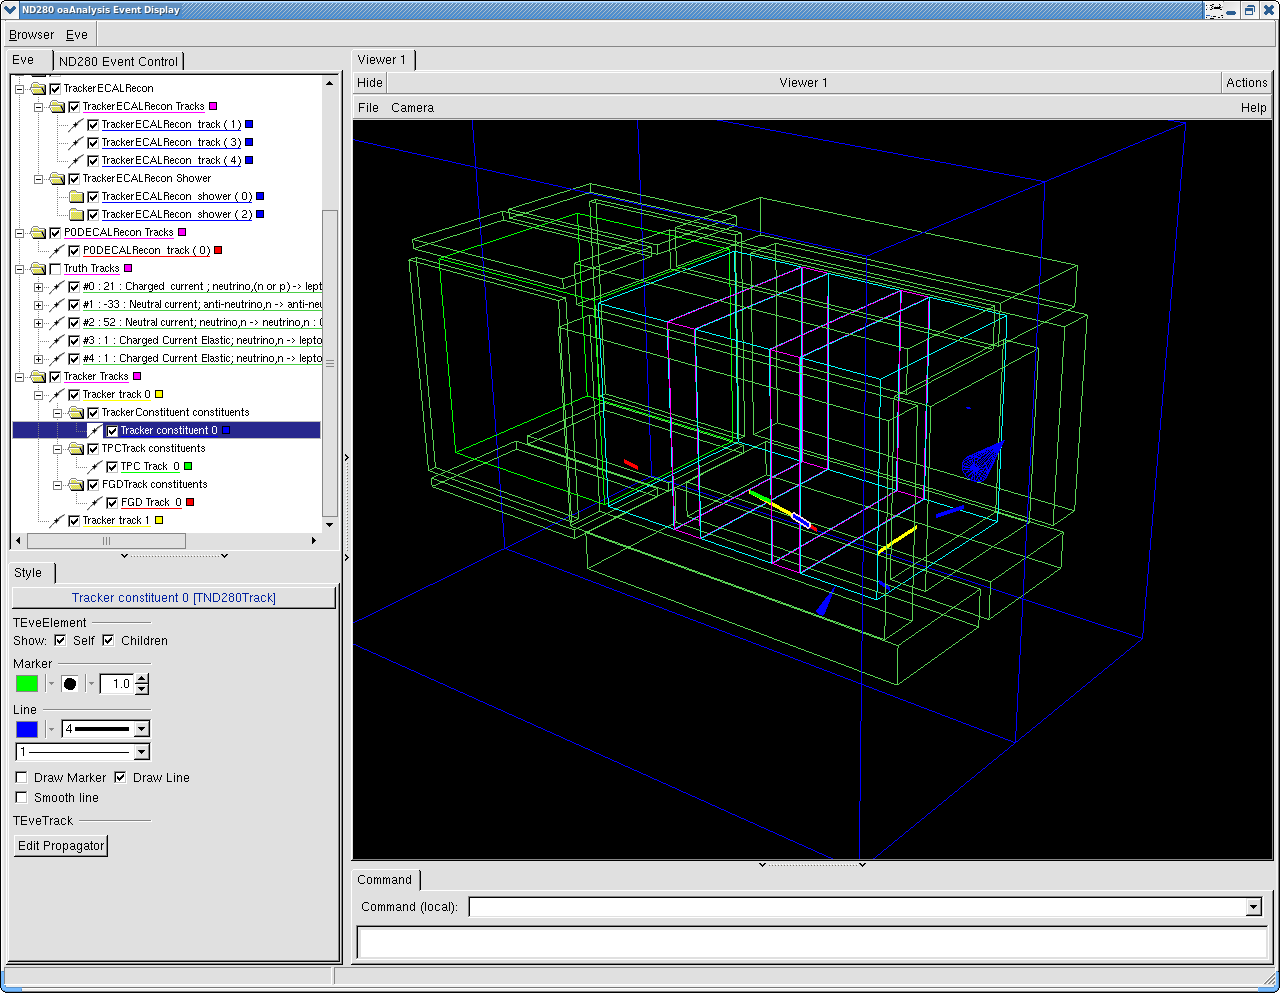 ND280 oaAnalysis Event Display
Browser Eve
Eve
ND280 Event Control
TrackerECALRecon
TrackerECALRecon Tracks
TrackerECALRecon track ( 1)
TrackerECALRecon track ( 3)
TrackerECALRecon track ( 4)
TrackerECALRecon Shower
TrackerECALRecon shower ( 0)
TrackerECALRecon shower ( 2)
P0DECALRecon Tracks
P0DECALRecon track ( 0)
Truth Tracks
#0 : 21 : Charged current ; neutrino,(n or p) -> lept
#1 : -33 : Neutral current; anti-neutrino,n -> anti-neu
#2 : 52 : Neutral current; neutrino,n -> neutrino,n : (
#3 : 1 : Charged Current Elastic; neutrino,n -> lepto
#4 : 1 : Charged Current Elastic; neutrino,n -> lepto
Tracker Tracks
Tracker track 0
TrackerConstituent constituents
Tracker constituent 0
TPCTrack constituents
TPC Track 0
FGDTrack constituents
FGD Track 0
Tracker track 1
Style
Tracker constituent 0 [TND280Track]
TEveElement
Show: Self Children
Marker
1.0
Line
4
1
Draw Marker Draw Line
Smooth line
TEveTrack
Edit Propagator
Viewer 1
Hide Viewer 1 Actions
File Camera Help
Command
Command (local):